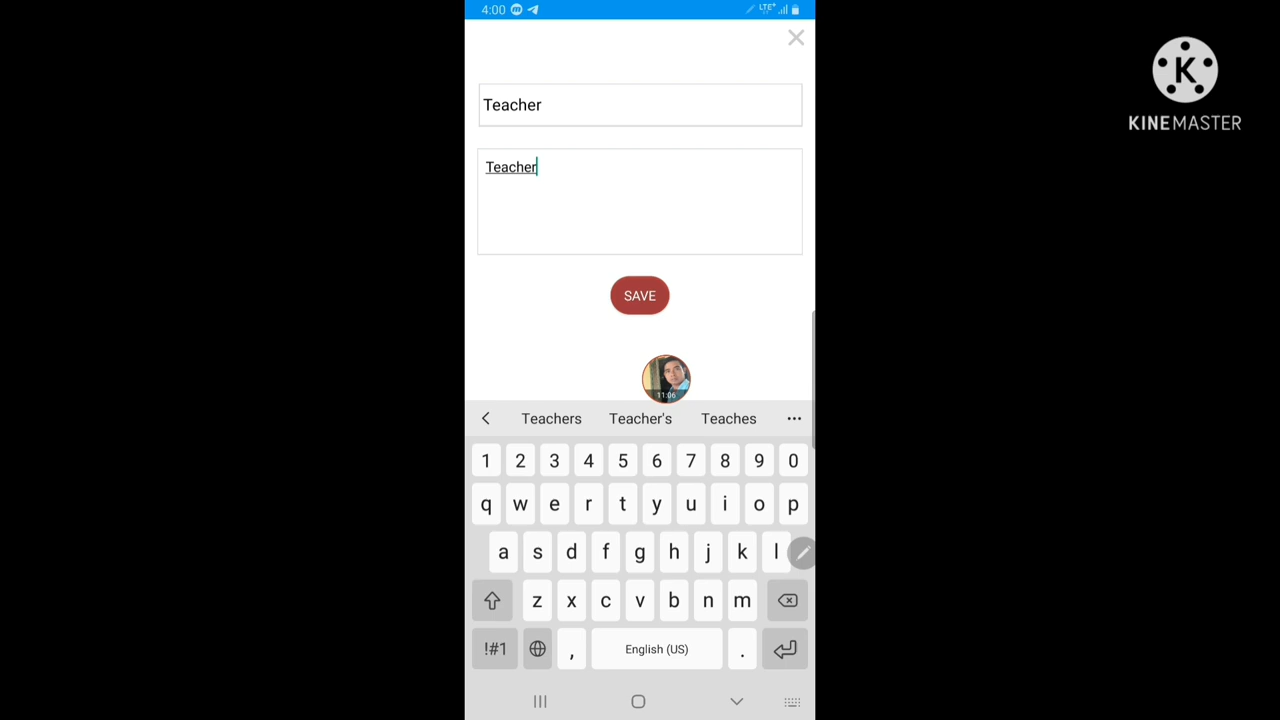 4:00
LTE+
K
KINEMASTER
Teacher
Teacher
SAVE
11:06
Teachers Teacher's Teaches
1 2 3 4 5 6 7 8 9 0
q w e r t y u i o p
a s d f g h j k l
z x c v b n m
!#1 , English (US) .